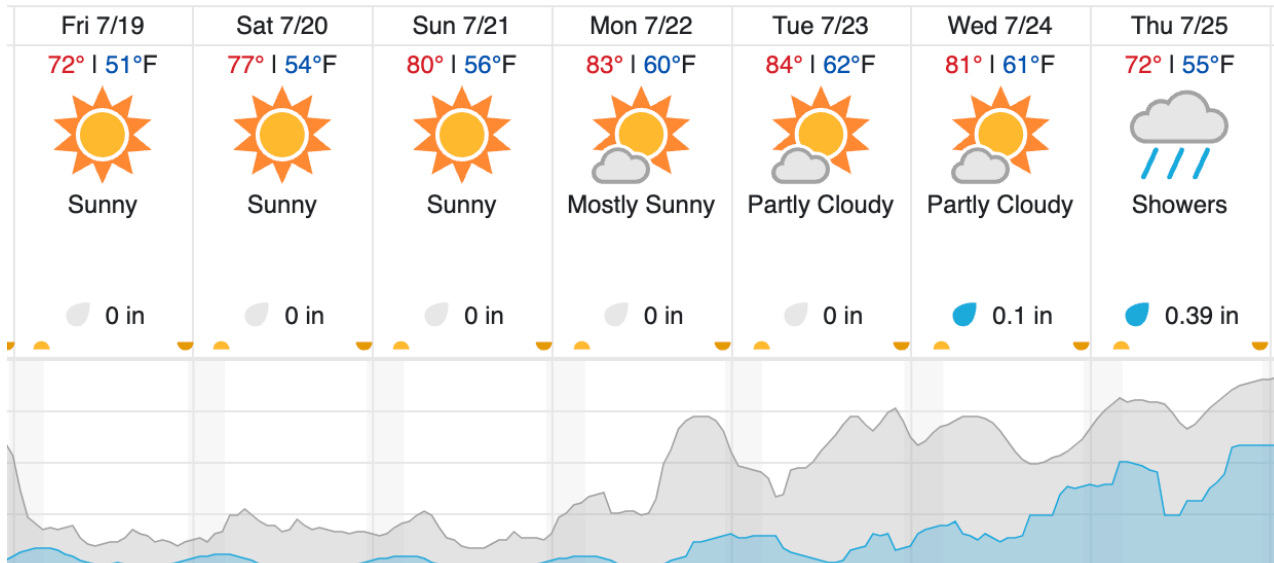 Fri 7/19 Sat 7/20 Sun 7/21 Mon 7/22 Tue 7/23 Wed 7/24 Thu 7/25
72° | 51°F 77° | 54°F 80° | 56°F 83° | 60°F 84° | 62°F 81° | 61°F 72° | 55°F
Sunny Sunny Sunny Mostly Sunny Partly Cloudy Partly Cloudy Showers
0 in 0 in 0 in 0 in 0 in 0.1 in 0.39 in